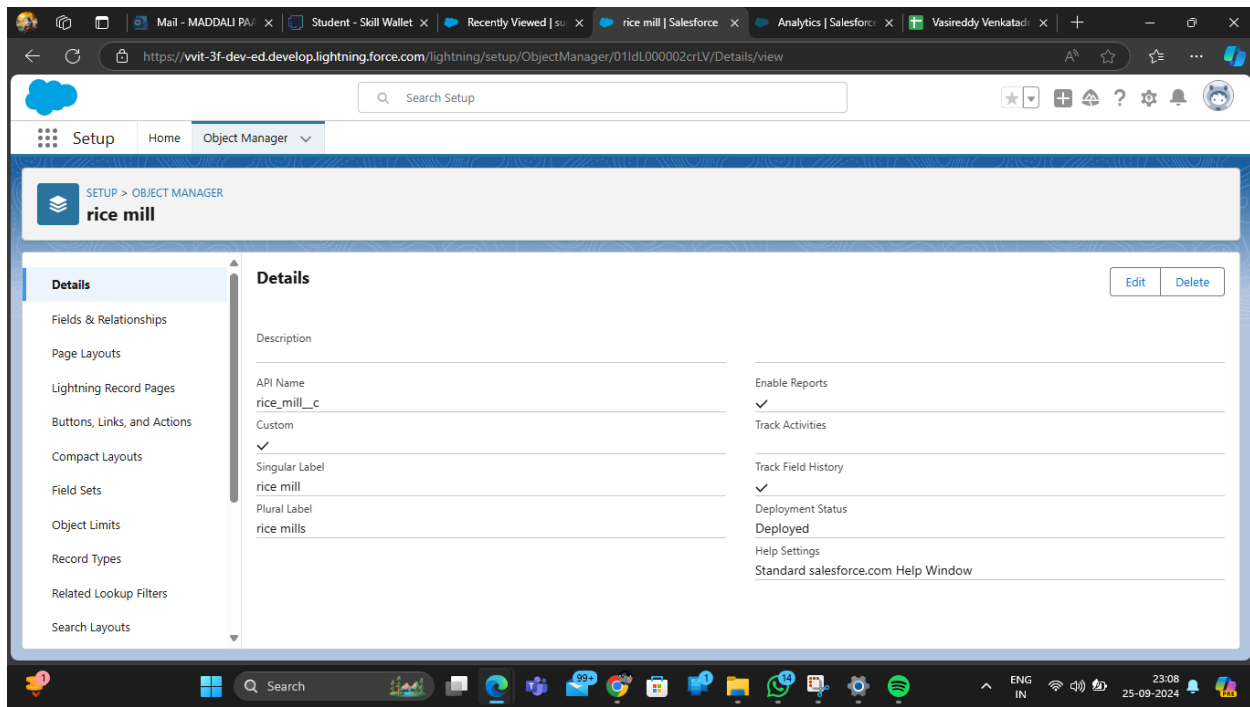 Mail - MADDALI PAA
Student - Skill Wallet
Recently Viewed | su
rice mill | Salesforce
Analytics | Salesforce
Vasireddy Venkatadr
https://vvit-3f-dev-ed.develop.lightning.force.com/lightning/setup/ObjectManager/01IdL000002crLV/Details/view
Search Setup
Setup
Home
Object Manager
SETUP > OBJECT MANAGER
rice mill
Details
Fields & Relationships
Page Layouts
Lightning Record Pages
Buttons, Links, and Actions
Compact Layouts
Field Sets
Object Limits
Record Types
Related Lookup Filters
Search Layouts
Details
Edit
Delete
Description
API Name
rice_mill__c
Custom
Singular Label
rice mill
Plural Label
rice mills
Enable Reports
Track Activities
Track Field History
Deployment Status
Deployed
Help Settings
Standard salesforce.com Help Window
1
Search
99+
1
14
ENG
IN
23:08
25-09-2024
PRE